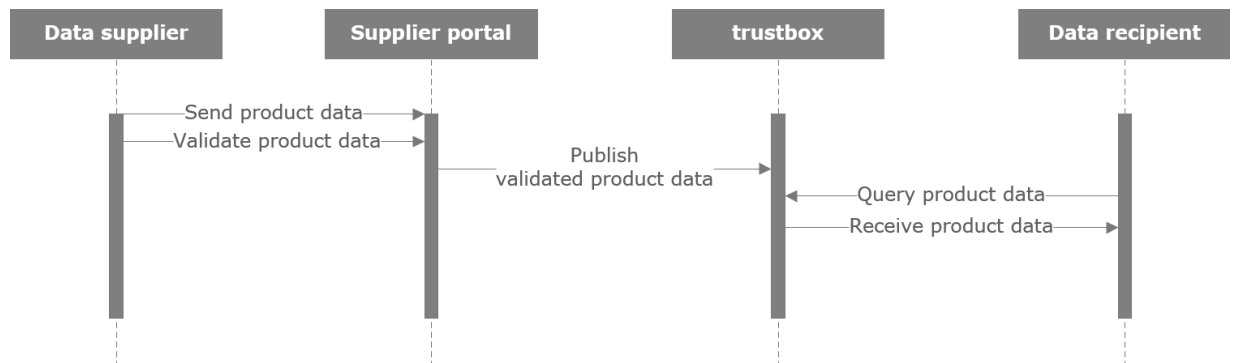 Data supplier
Supplier portal
trustbox
Data recipient
Send product data
Validate product data
Publish
validated product data
Query product data
Receive product data